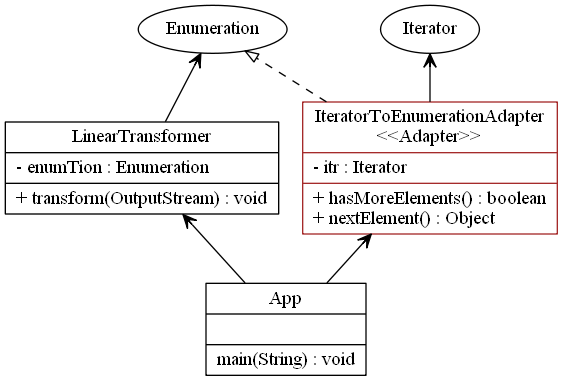 Enumeration
Iterator
LinearTransformer
- enumTion : Enumeration
+ transform(OutputStream) : void
IteratorToEnumerationAdapter
<<Adapter>>
- itr : Iterator
+ hasMoreElements() : boolean
+ nextElement() : Object
App
main(String) : void